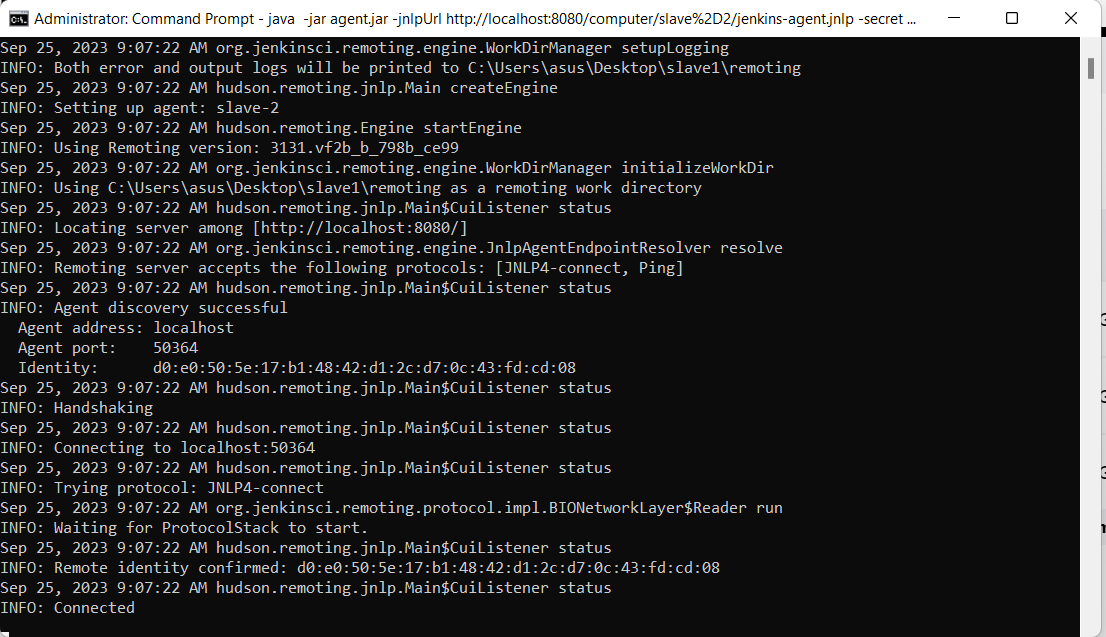 Administrator: Command Prompt - java  -jar agent.jar -jnlpUrl http://localhost:8080/computer/slave%2D2/jenkins-agent.jnlp -secret ...
Sep 25, 2023 9:07:22 AM org.jenkinsci.remoting.engine.WorkDirManager setupLogging
INFO: Both error and output logs will be printed to C:\Users\asus\Desktop\slave1\remoting
Sep 25, 2023 9:07:22 AM hudson.remoting.jnlp.Main createEngine
INFO: Setting up agent: slave-2
Sep 25, 2023 9:07:22 AM hudson.remoting.Engine startEngine
INFO: Using Remoting version: 3131.vf2b_b_798b_ce99
Sep 25, 2023 9:07:22 AM org.jenkinsci.remoting.engine.WorkDirManager initializeWorkDir
INFO: Using C:\Users\asus\Desktop\slave1\remoting as a remoting work directory
Sep 25, 2023 9:07:22 AM hudson.remoting.jnlp.Main$CuiListener status
INFO: Locating server among [http://localhost:8080/]
Sep 25, 2023 9:07:22 AM org.jenkinsci.remoting.engine.JnlpAgentEndpointResolver resolve
INFO: Remoting server accepts the following protocols: [JNLP4-connect, Ping]
Sep 25, 2023 9:07:22 AM hudson.remoting.jnlp.Main$CuiListener status
INFO: Agent discovery successful
  Agent address: localhost
  Agent port:    50364
  Identity:      d0:e0:50:5e:17:b1:48:42:d1:2c:d7:0c:43:fd:cd:08
Sep 25, 2023 9:07:22 AM hudson.remoting.jnlp.Main$CuiListener status
INFO: Handshaking
Sep 25, 2023 9:07:22 AM hudson.remoting.jnlp.Main$CuiListener status
INFO: Connecting to localhost:50364
Sep 25, 2023 9:07:22 AM hudson.remoting.jnlp.Main$CuiListener status
INFO: Trying protocol: JNLP4-connect
Sep 25, 2023 9:07:22 AM org.jenkinsci.remoting.protocol.impl.BIONetworkLayer$Reader run
INFO: Waiting for ProtocolStack to start.
Sep 25, 2023 9:07:22 AM hudson.remoting.jnlp.Main$CuiListener status
INFO: Remote identity confirmed: d0:e0:50:5e:17:b1:48:42:d1:2c:d7:0c:43:fd:cd:08
Sep 25, 2023 9:07:22 AM hudson.remoting.jnlp.Main$CuiListener status
INFO: Connected